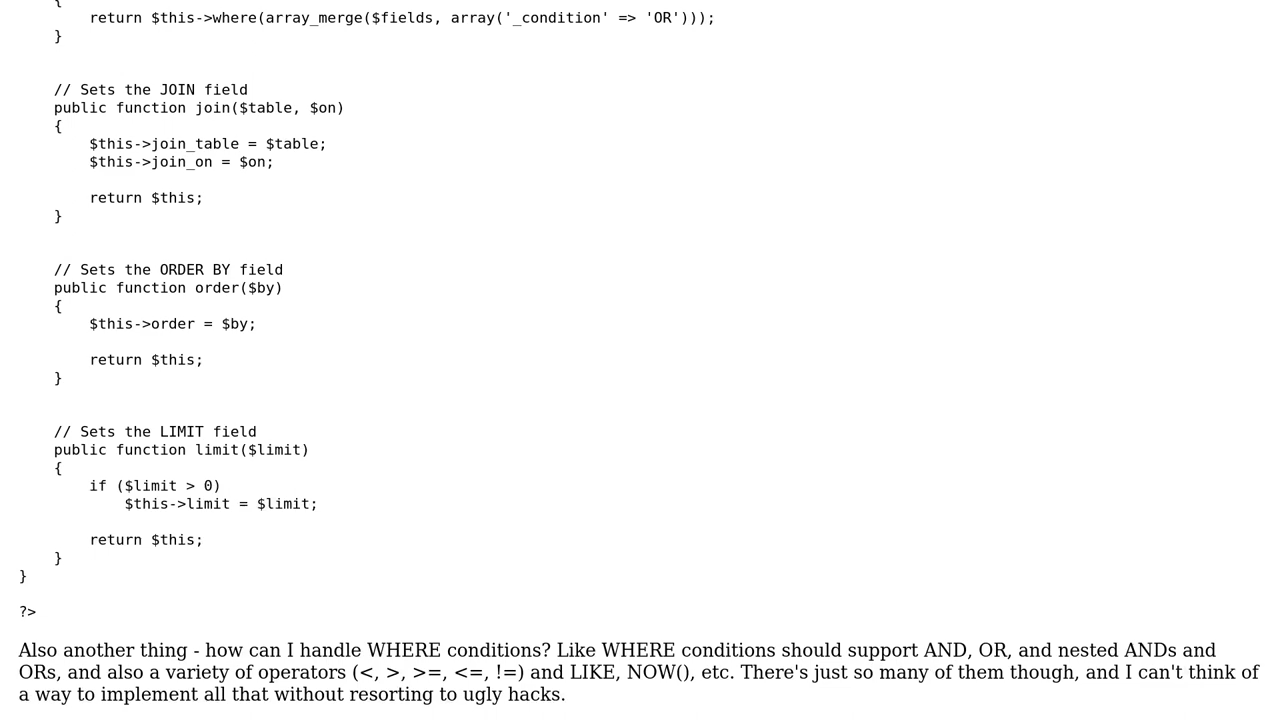 {
        return $this->where(array_merge($fields, array('_condition' => 'OR')));
    }
    // Sets the JOIN field
    public function join($table, $on)
    {
        $this->join_table = $table;
        $this->join_on = $on;
        return $this;
    }
    // Sets the ORDER BY field
    public function order($by)
    {
        $this->order = $by;
        return $this;
    }
    // Sets the LIMIT field
    public function limit($limit)
    {
        if ($limit > 0)
            $this->limit = $limit;
        return $this;
    }
}
?>
Also another thing - how can I handle WHERE conditions? Like WHERE conditions should support AND, OR, and nested ANDs and
ORs, and also a variety of operators (<, >, >=, <=, !=) and LIKE, NOW(), etc. There's just so many of them though, and I can't think of
a way to implement all that without resorting to ugly hacks.